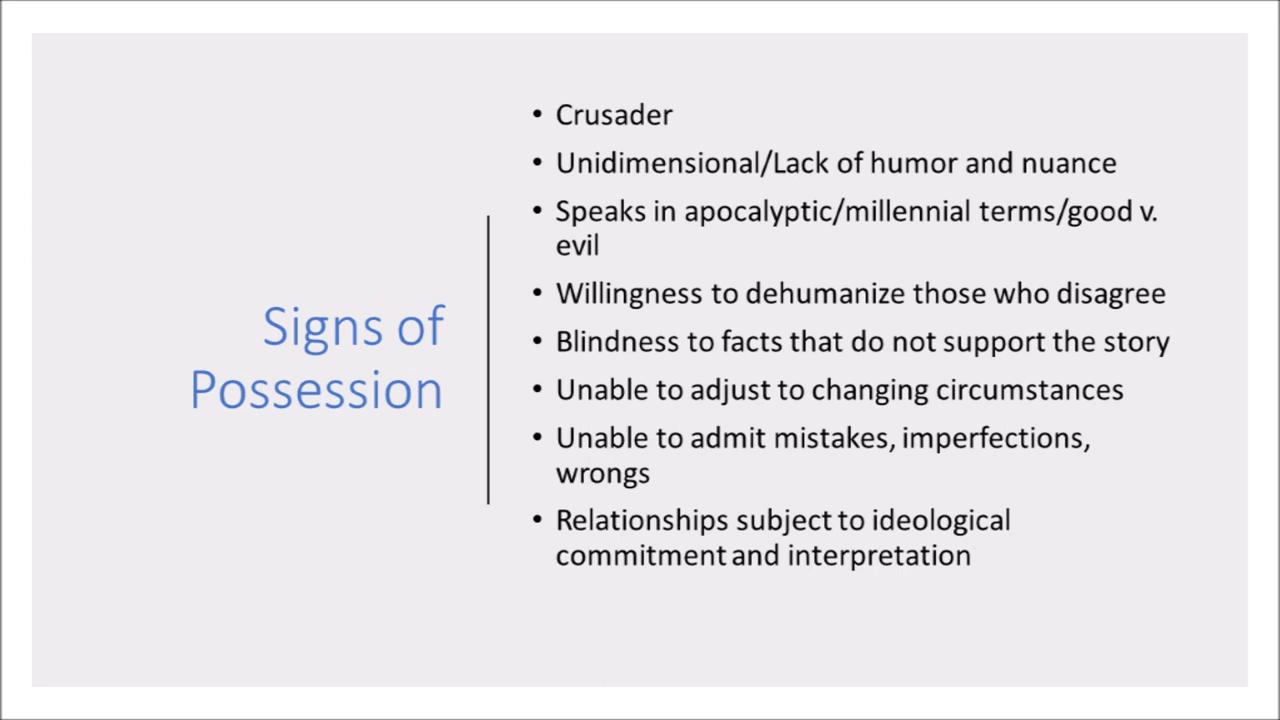 Signs of
Possession
• Crusader
• Unidimensional/Lack of humor and nuance
• Speaks in apocalyptic/millennial terms/good v.
evil
• Willingness to dehumanize those who disagree
• Blindness to facts that do not support the story
• Unable to adjust to changing circumstances
• Unable to admit mistakes, imperfections,
wrongs
• Relationships subject to ideological
commitment and interpretation